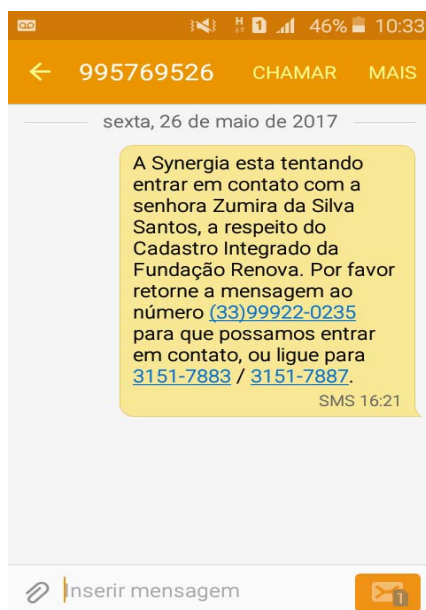 46% 10:33
995769526 CHAMAR MAIS
sexta, 26 de maio de 2017
A Synergia esta tentando
entrar em contato com a
senhora Zumira da Silva
Santos, a respeito do
Cadastro Integrado da
Fundação Renova. Por favor
retorne a mensagem ao
número (33)99922-0235
para que possamos entrar
em contato, ou ligue para
3151-7883 / 3151-7887.
SMS 16:21
Inserir mensagem
1